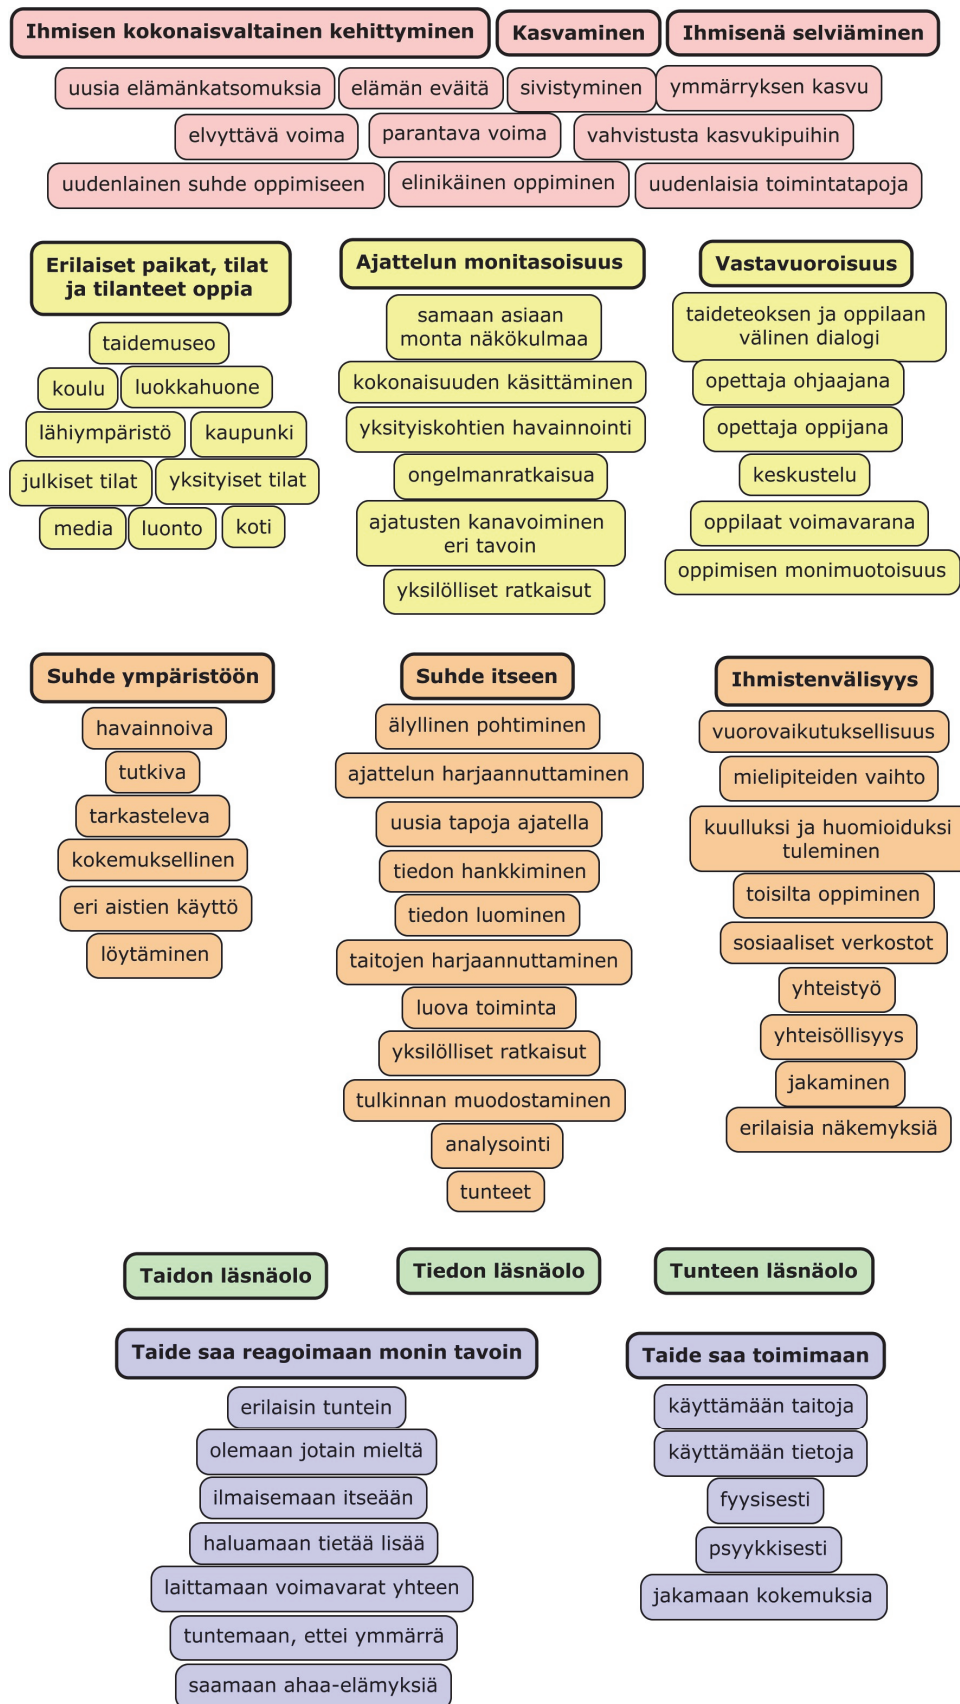 Ihmisen kokonaisvaltainen kehittyminen
Kasvaminen
Ihmisenä selviäminen
uusia elämänkatsomuksia
elämän eväitä
sivistyminen
ymmärryksen kasvu
elvyttävä voima
parantava voima
vahvistusta kasvukipuihin
uudenlainen suhde oppimiseen
elinikäinen oppiminen
uudenlaisia toimintatapoja
Erilaiset paikat, tilat
ja tilanteet oppia
taidemuseo
koulu
luokkahuone
lähiympäristö
kaupunki
julkiset tilat
yksityiset tilat
media
luonto
koti
Ajattelun monitasoisuus
samaan asiaan
monta näkökulmaa
kokonaisuuden käsittäminen
yksityiskohtien havainnointi
ongelmanratkaisua
ajatusten kanavoiminen
eri tavoin
yksilölliset ratkaisut
Vastavuoroisuus
taideteoksen ja oppilaan
välinen dialogi
opettaja ohjaajana
opettaja oppijana
keskustelu
oppilaat voimavarana
oppimisen monimuotoisuus
Suhde ympäristöön
havainnoiva
tutkiva
tarkasteleva
kokemuksellinen
eri aistien käyttö
löytäminen
Suhde itseen
älyllinen pohtiminen
ajattelun harjaannuttaminen
uusia tapoja ajatella
tiedon hankkiminen
tiedon luominen
taitojen harjaannuttaminen
luova toiminta
yksilölliset ratkaisut
tulkinnan muodostaminen
analysointi
tunteet
Ihmistenvälisyys
vuorovaikutuksellisuus
mielipiteiden vaihto
kuulluksi ja huomioiduksi
tuleminen
toisilta oppiminen
sosiaaliset verkostot
yhteistyö
yhteisöllisyys
jakaminen
erilaisia näkemyksiä
Taidon läsnäolo
Tiedon läsnäolo
Tunteen läsnäolo
Taide saa reagoimaan monin tavoin
erilaisin tuntein
olemaan jotain mieltä
ilmaisemaan itseään
haluamaan tietää lisää
laittamaan voimavarat yhteen
tuntemaan, ettei ymmärrä
saamaan ahaa-elämyksiä
Taide saa toimimaan
käyttämään taitoja
käyttämään tietoja
fyysisesti
psyykkisesti
jakamaan kokemuksia